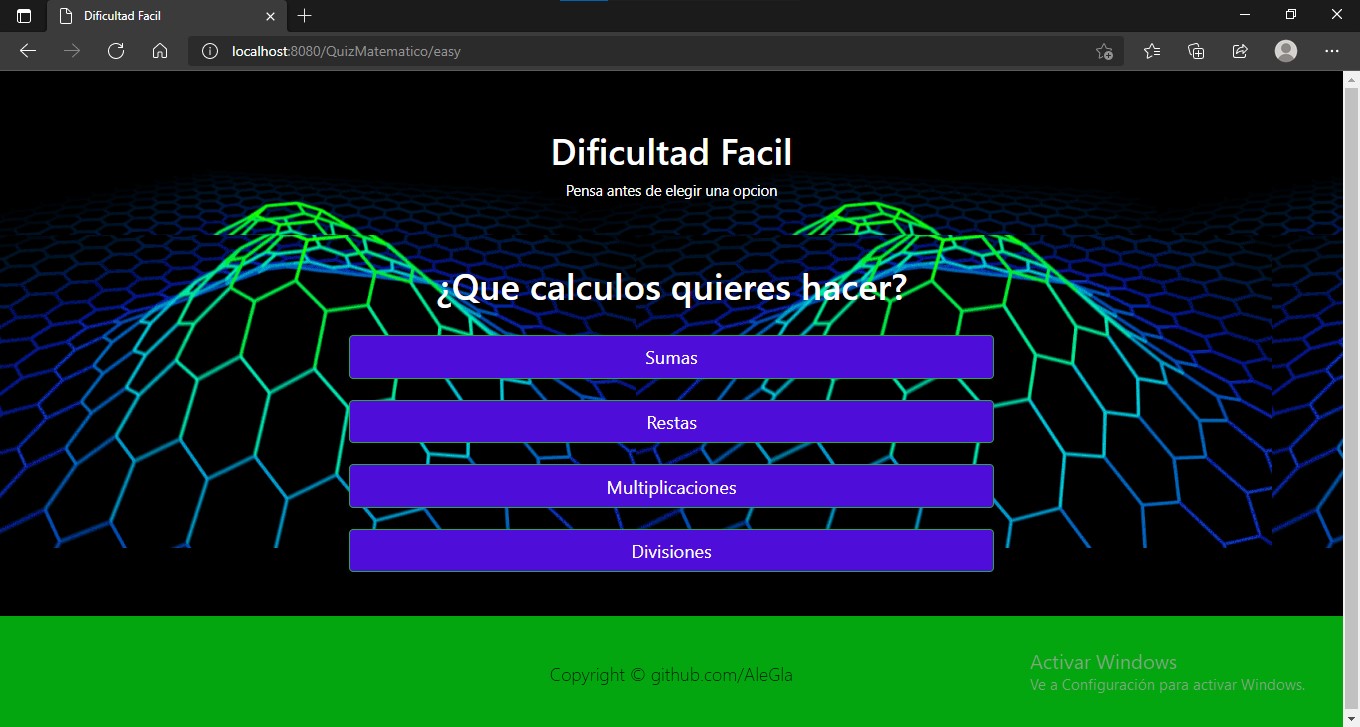 Dificultad Facil
localhost:8080/QuizMatematico/easy
Dificultad Facil
Pensa antes de elegir una opcion
¿Que calculos quieres hacer?
Sumas
Restas
Multiplicaciones
Divisiones
Copyright © github.com/AleGla
Activar Windows
Ve a Configuración para activar Windows.